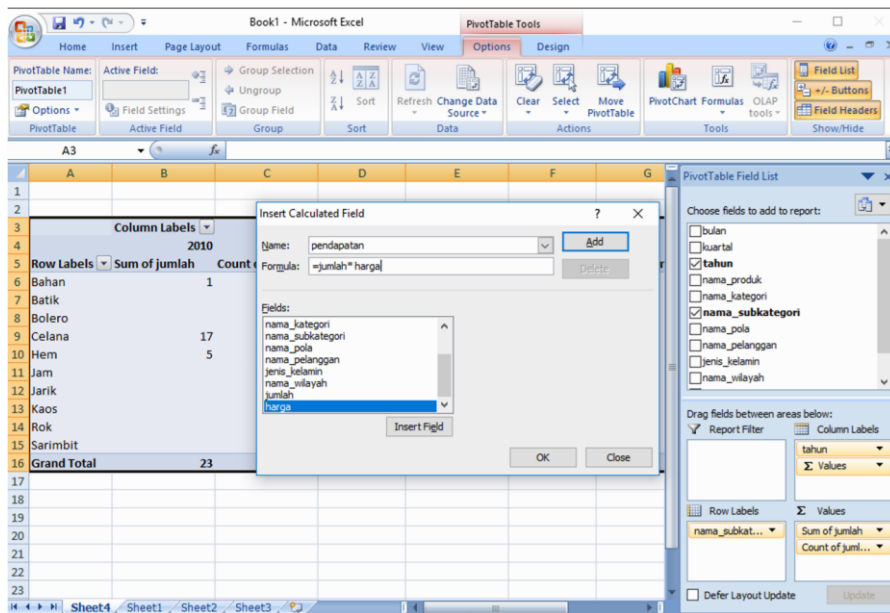 Book1 - Microsoft Excel
PivotTable Tools
Home Insert Page Layout Formulas Data Review View Options Design
PivotTable Name: Active Field: Group Selection
PivotTable1 Ungroup Sort Refresh Change Data Source Clear Select Move PivotTable PivotChart Formulas OLAP tools Field List
+/- Buttons
Options Field Settings Group Field Field Headers
PivotTable Active Field Group Sort Data Actions Tools Show/Hide
A3 fx
A B C D E F G
PivotTable Field List
Choose fields to add to report:
bulan
kuartal
tahun
nama_produk
nama_kategori
nama_subkategori
nama_pola
nama_pelanggan
jenis_kelamin
nama_wilayah
Drag fields between areas below:
Report Filter Column Labels
tahun
Σ Values
Row Labels Σ Values
nama_subkat... Sum of jumlah
Count of juml...
Defer Layout Update Update
1
2
3 Column Labels
4 2010
5 Row Labels Sum of jumlah Count
6 Bahan 1
7 Batik
8 Bolero
9 Celana 17
10 Hem 5
11 Jam
12 Jarik
13 Kaos
14 Rok
15 Sarimbit
16 Grand Total 23
17
18
19
20
21
22
23
Insert Calculated Field ?
Name: pendapatan Add
Formula: =jumlah* harga Delete
Fields:
nama_kategori
nama_subkategori
nama_pola
nama_pelanggan
jenis_kelamin
nama_wilayah
jumlah
harga
Insert Field
OK Close
Sheet4 Sheet1 Sheet2 Sheet3